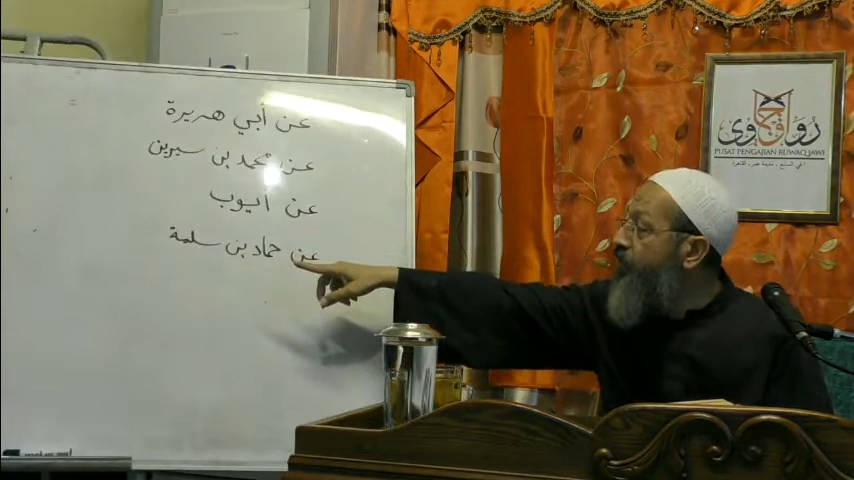 عن أبي هريرة
عن محمد بن سيرين
عن أيوب
عن حماد بن سلمة
رواق جاوي
PUSAT PENGAJIAN RUWAQ JAWI